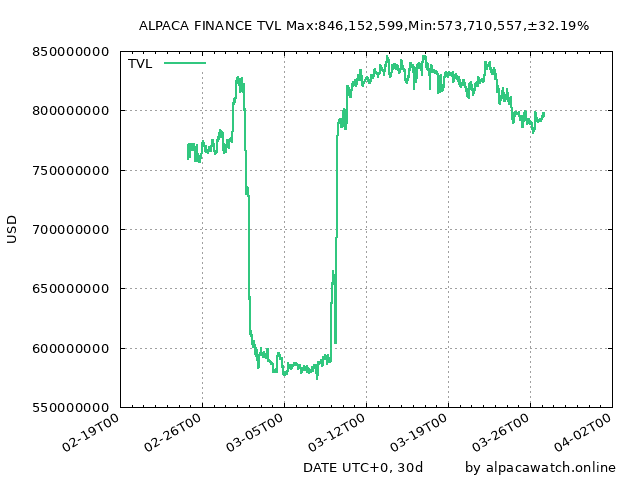 ALPACA FINANCE TVL Max:846,152,599,Min:573,710,557,±32.19%
TVL
850000000
800000000
750000000
700000000
650000000
600000000
550000000
USD
02-19T00
02-26T00
03-05T00
03-12T00
03-19T00
03-26T00
04-02T00
DATE UTC+0, 30d
by alpacawatch.online